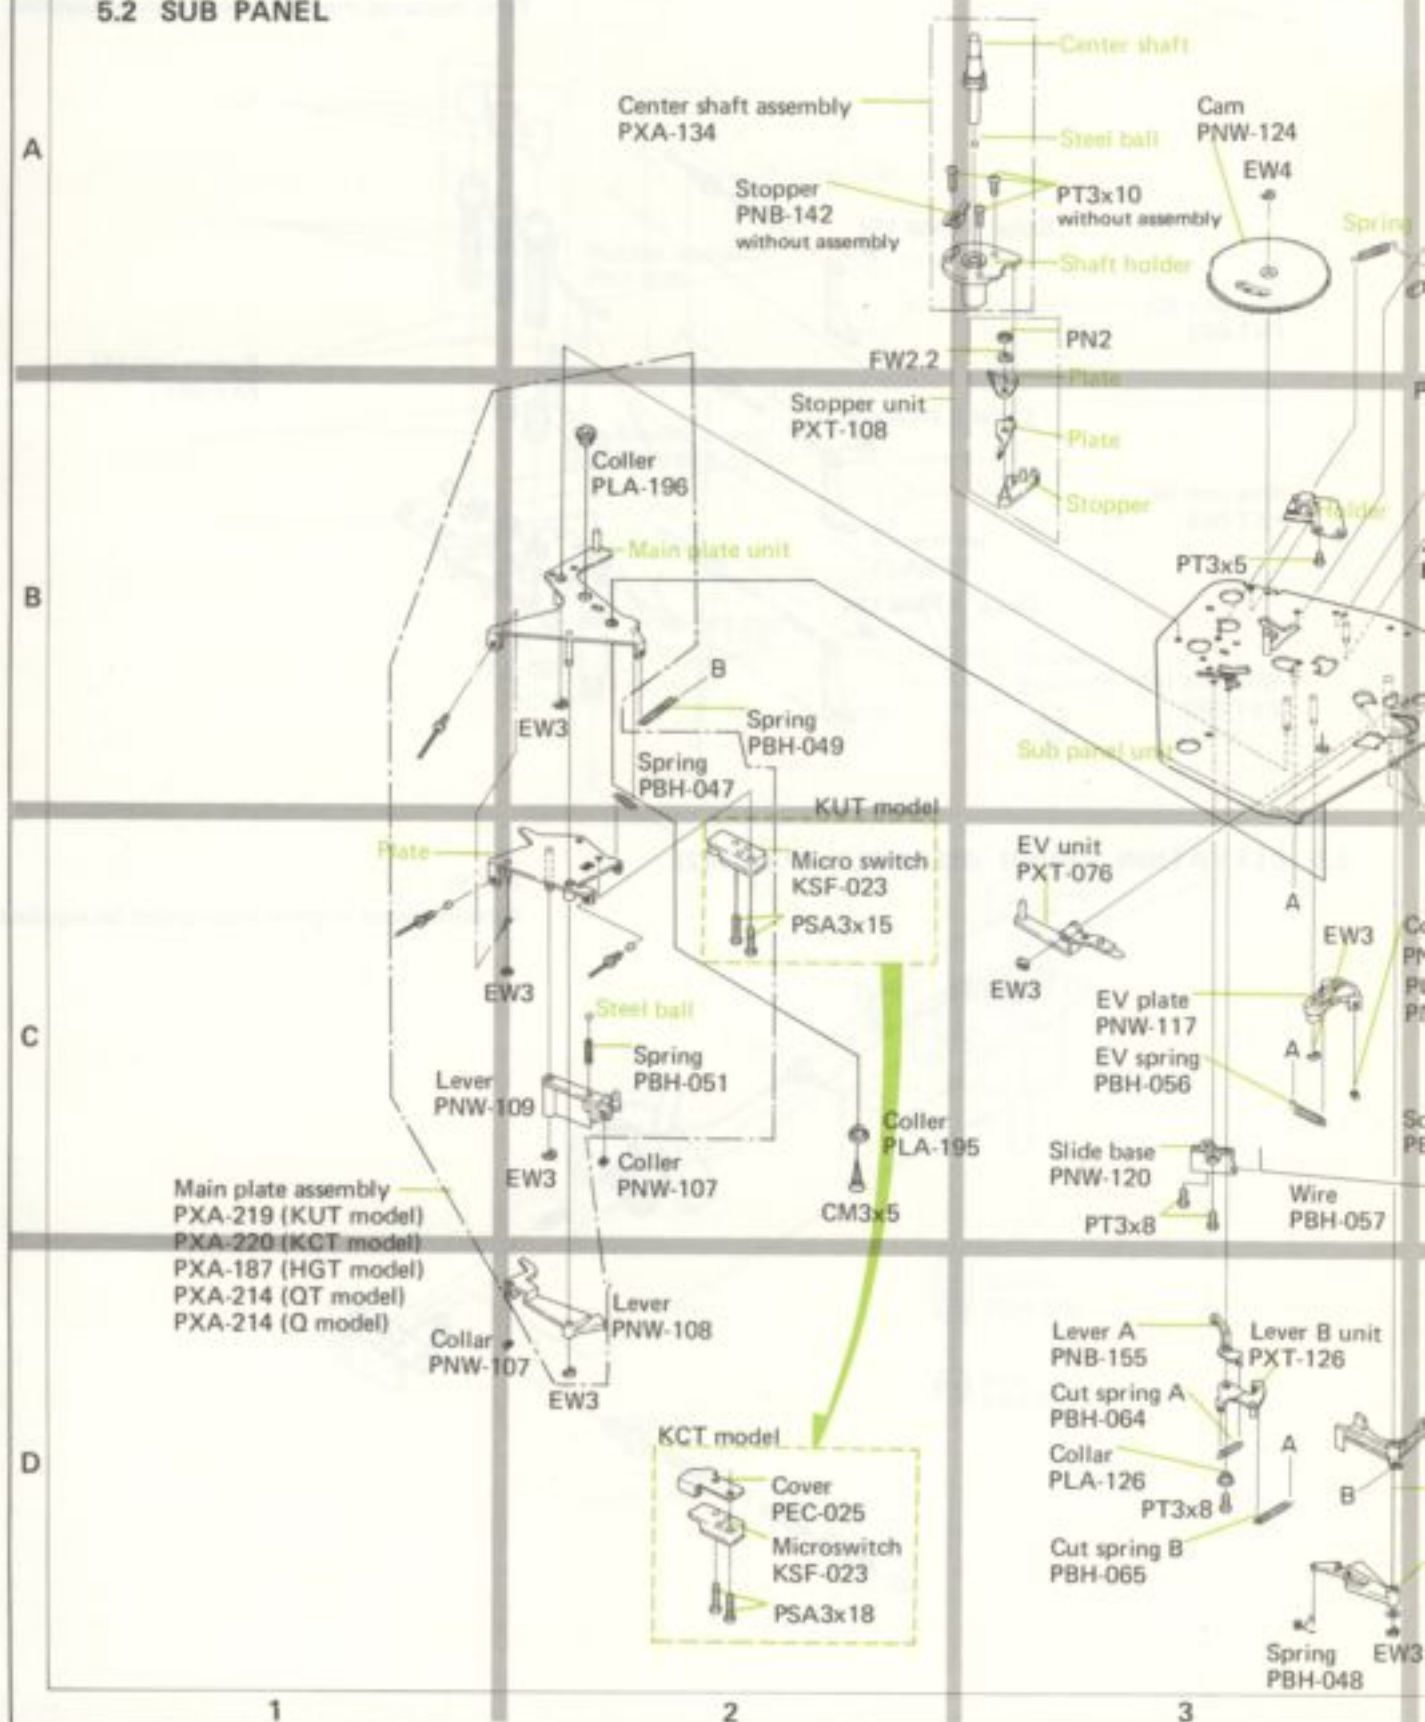 5.2 SUB PANEL
A
Center shaft
Center shaft assembly
PXA-134
Steel ball
Cam
PNW-124
EW4
Stopper
PNB-142
without assembly
PT3x10
without assembly
Spring
Shaft holder
PN2
FW2.2
Plate
Stopper unit
PXT-108
Plate
Stopper
Coller
PLA-196
Holder
Main plate unit
PT3x5
B
B
EW3
Spring
PBH-049
Spring
PBH-047
Sub panel unit
KUT model
Plate
Micro switch
KSF-023
PSA3x15
EV unit
PXT-076
A
EW3
EW3
EW3
C
Steel ball
EV plate
PNW-117
EV spring
PBH-056
A
Spring
PBH-051
Lever
PNW-109
Coller
PLA-195
EW3
Coller
PNW-107
CM3x5
Slide base
PNW-120
PT3x8
Wire
PBH-057
Main plate assembly
PXA-219 (KUT model)
PXA-220 (KCT model)
PXA-187 (HGT model)
PXA-214 (QT model)
PXA-214 (Q model)
Lever
PNW-108
Collar
PNW-107
EW3
Lever A
PNB-155
Lever B unit
PXT-126
Cut spring A
PBH-064
Collar
PLA-126
PT3x8
A
B
Cut spring B
PBH-065
D
KCT model
Cover
PEC-025
Microswitch
KSF-023
PSA3x18
Spring
PBH-048
EW3
1
2
3